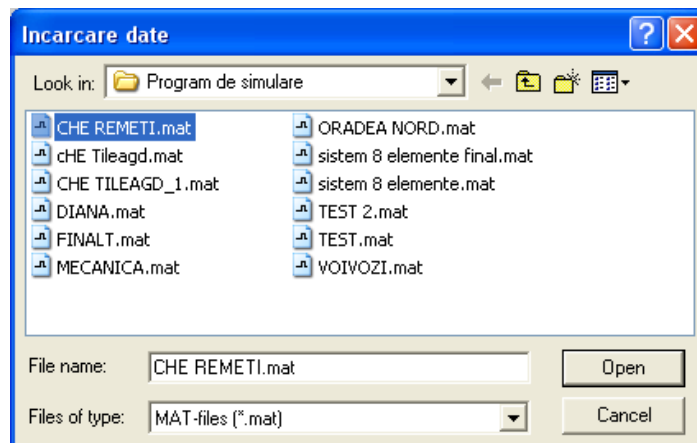 Incarcare date
Look in: Program de simulare
CHE REMETI.mat
cHE Tileagd.mat
CHE TILEAGD_1.mat
DIANA.mat
FINALT.mat
MECANICA.mat
ORADEA NORD.mat
sistem 8 elemente final.mat
sistem 8 elemente.mat
TEST 2.mat
TEST.mat
VOIVOZI.mat
File name: CHE REMETI.mat Open
Files of type: MAT-files (*.mat) Cancel